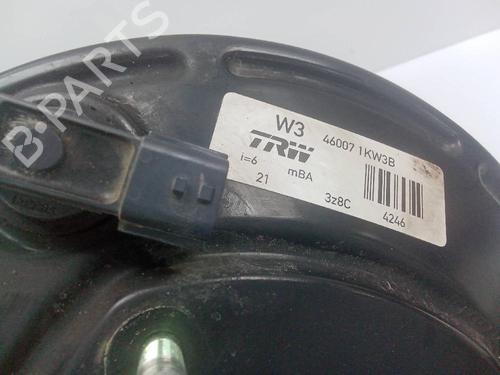 B-PARTS
W3 46007 1KW3B
TRW
i=6 mBA
21 3z8C 4246